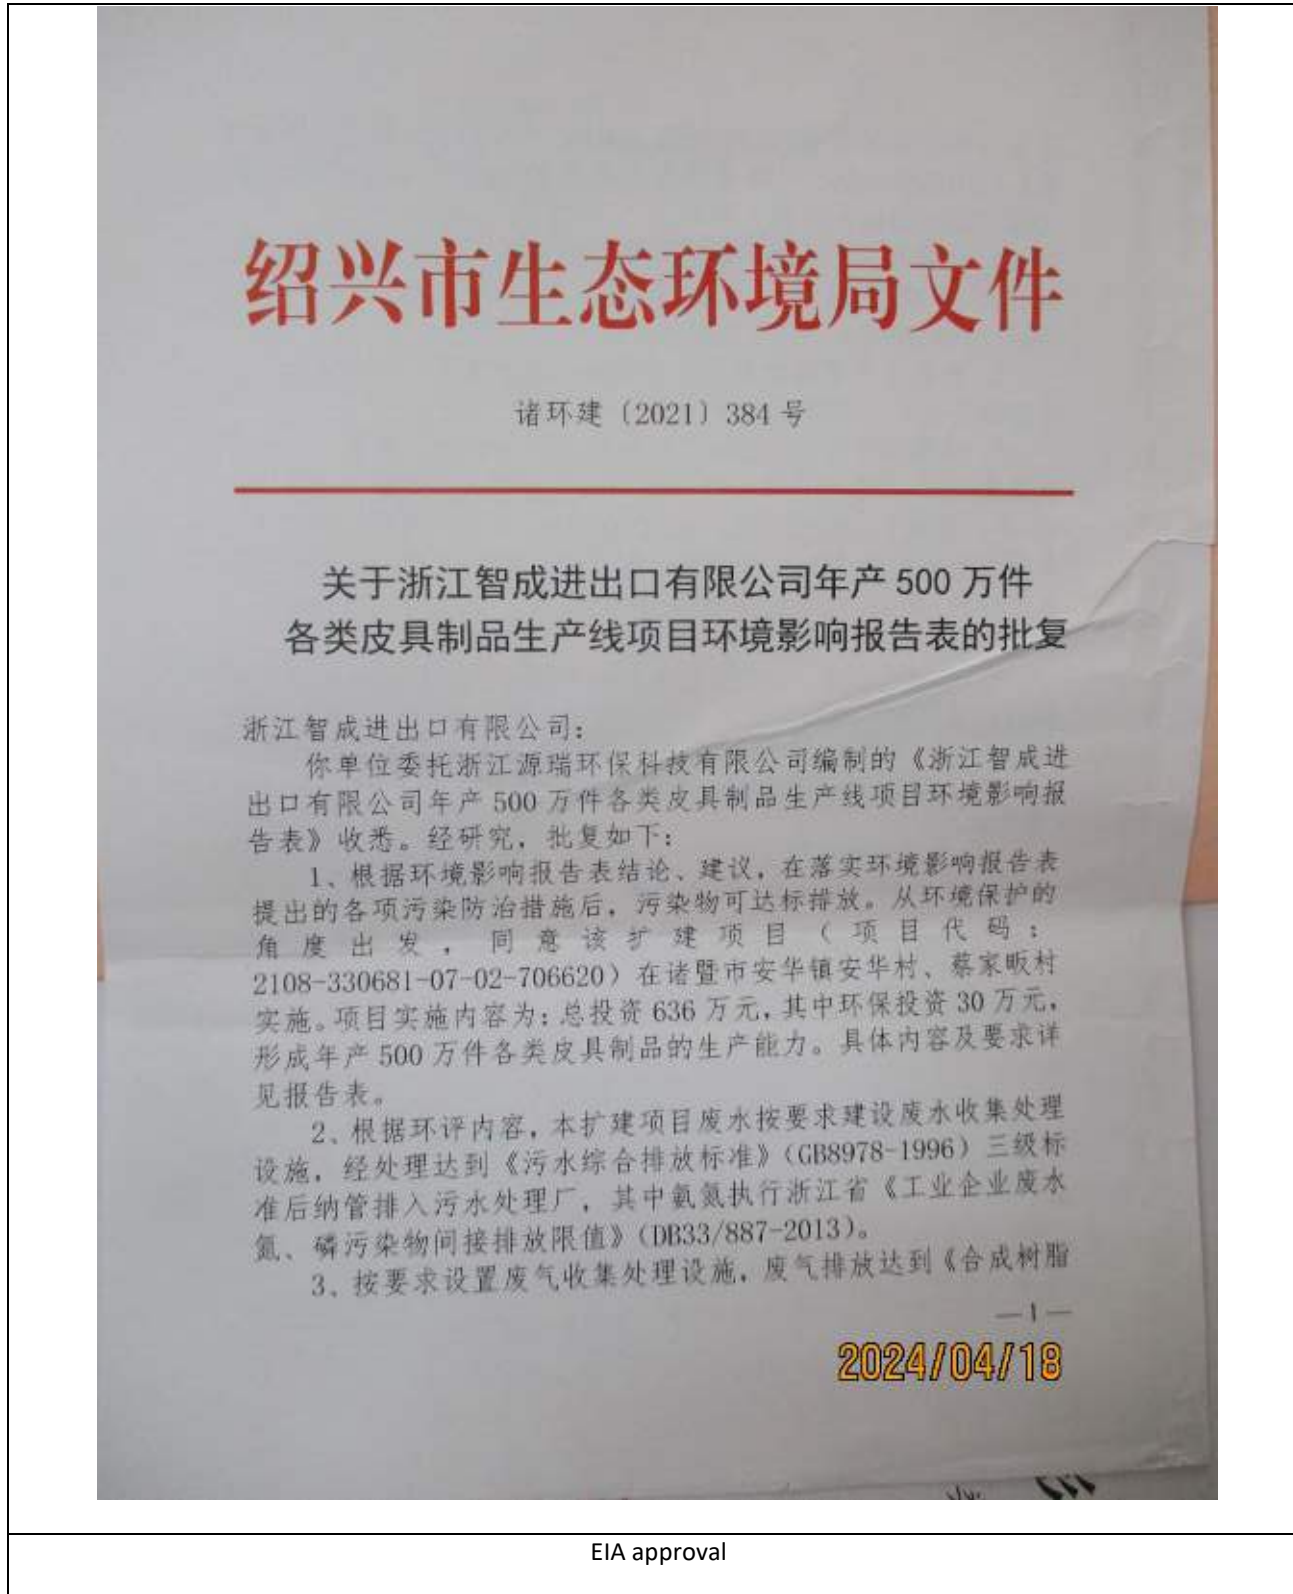 绍兴市生态环境局文件
诸环建〔2021〕384号
关于浙江智成进出口有限公司年产500万件
各类皮具制品生产线项目环境影响报告表的批复
浙江智成进出口有限公司：
你单位委托浙江源瑞环保科技有限公司编制的《浙江智成进
出口有限公司年产500万件各类皮具制品生产线项目环境影响报
告表》收悉。经研究，批复如下：
1、根据环境影响报告表结论、建议，在落实环境影响报告表
提出的各项污染防治措施后，污染物可达标排放。从环境保护的
角度出发，同意该扩建项目（项目代码：
2108-330681-07-02-706620）在诸暨市安华镇安华村、蔡家畈村
实施。项目实施内容为：总投资636万元，其中环保投资30万元，
形成年产500万件各类皮具制品的生产能力。具体内容及要求详
见报告表。
2、根据环评内容，本扩建项目废水按要求建设废水收集处理
设施，经处理达到《污水综合排放标准》（GB8978-1996）三级标
准后纳管排入污水处理厂，其中氨氮执行浙江省《工业企业废水
氮、磷污染物间接排放限值》（DB33/887-2013）。
3、按要求设置废气收集处理设施，废气排放达到《合成树脂
—1—
2024/04/18
EIA approval